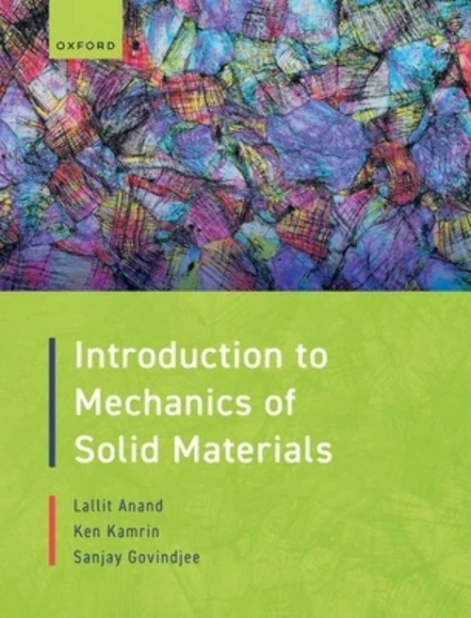 OXFORD
Introduction to
Mechanics of
Solid Materials
Lallit Anand
Ken Kamrin
Sanjay Govindjee